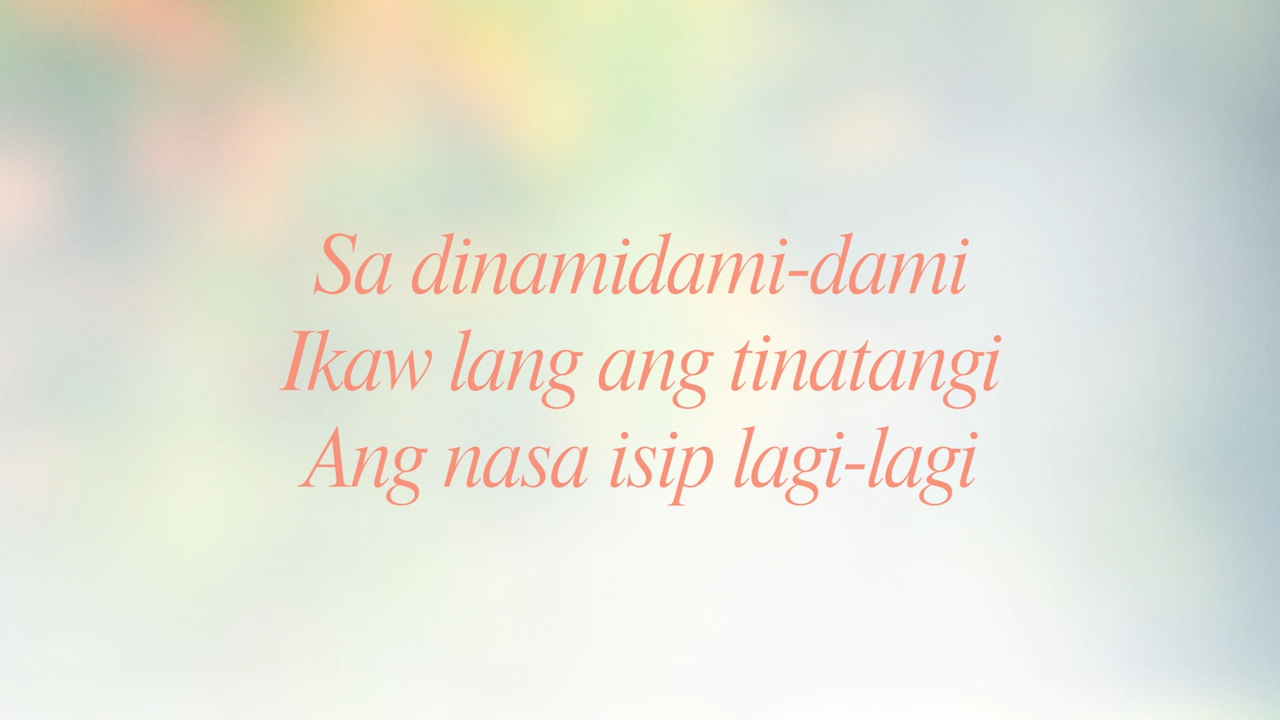 Sa dinamidami-dami
Ikaw lang ang tinatangi
Ang nasa isip lagi-lagi